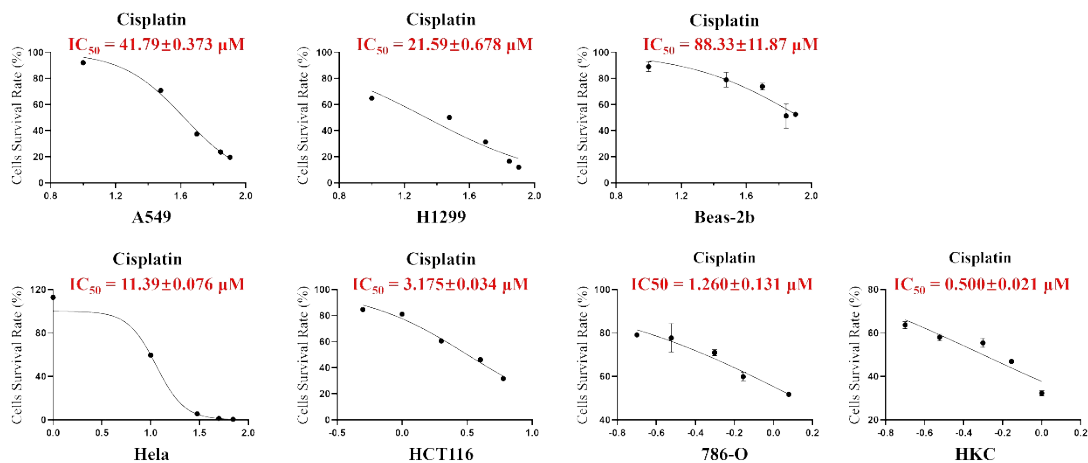 Cisplatin
IC50 = 41.79±0.373 μM
Cells Survival Rate (%)
100
80
60
40
20
0
0.8 1.2 1.6 2.0
A549
Cisplatin
IC50 = 21.59±0.678 μM
Cells Survival Rate (%)
100
80
60
40
20
0
0.8 1.2 1.6 2.0
H1299
Cisplatin
IC50 = 88.33±11.87 μM
Cells Survival Rate (%)
100
80
60
40
20
0
0.8 1.2 1.6 2.0
Beas-2b
Cisplatin
IC50 = 11.39±0.076 μM
Cells Survival Rate (%)
120
80
40
0
0.0 0.5 1.0 1.5 2.0
Hela
Cisplatin
IC50 = 3.175±0.034 μM
Cells Survival Rate (%)
100
80
60
40
20
0
-0.5 0.0 0.5 1.0
HCT116
Cisplatin
IC50 = 1.260±0.131 μM
Cells Survival Rate (%)
100
80
60
40
-0.8 -0.6 -0.4 -0.2 0.0 0.2
786-O
Cisplatin
IC50 = 0.500±0.021 μM
Cells Survival Rate (%)
80
60
40
20
-0.8 -0.6 -0.4 -0.2 0.0 0.2
HKC